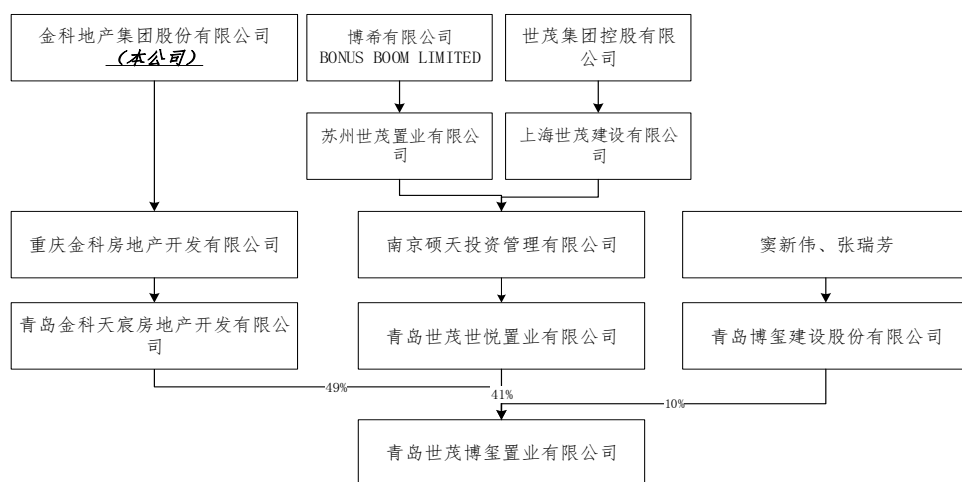 金科地产集团股份有限公司
（本公司）
博希有限公司
BONUS BOOM LIMITED
世茂集团控股有限
公司
苏州世茂置业有限公
司
上海世茂建设有限公
司
重庆金科房地产开发有限公司
南京硕天投资管理有限公司
窦新伟、张瑞芳
青岛金科天宸房地产开发有限公
司
青岛世茂世悦置业有限公司
青岛博玺建设股份有限公司
49%
41%
10%
青岛世茂博玺置业有限公司